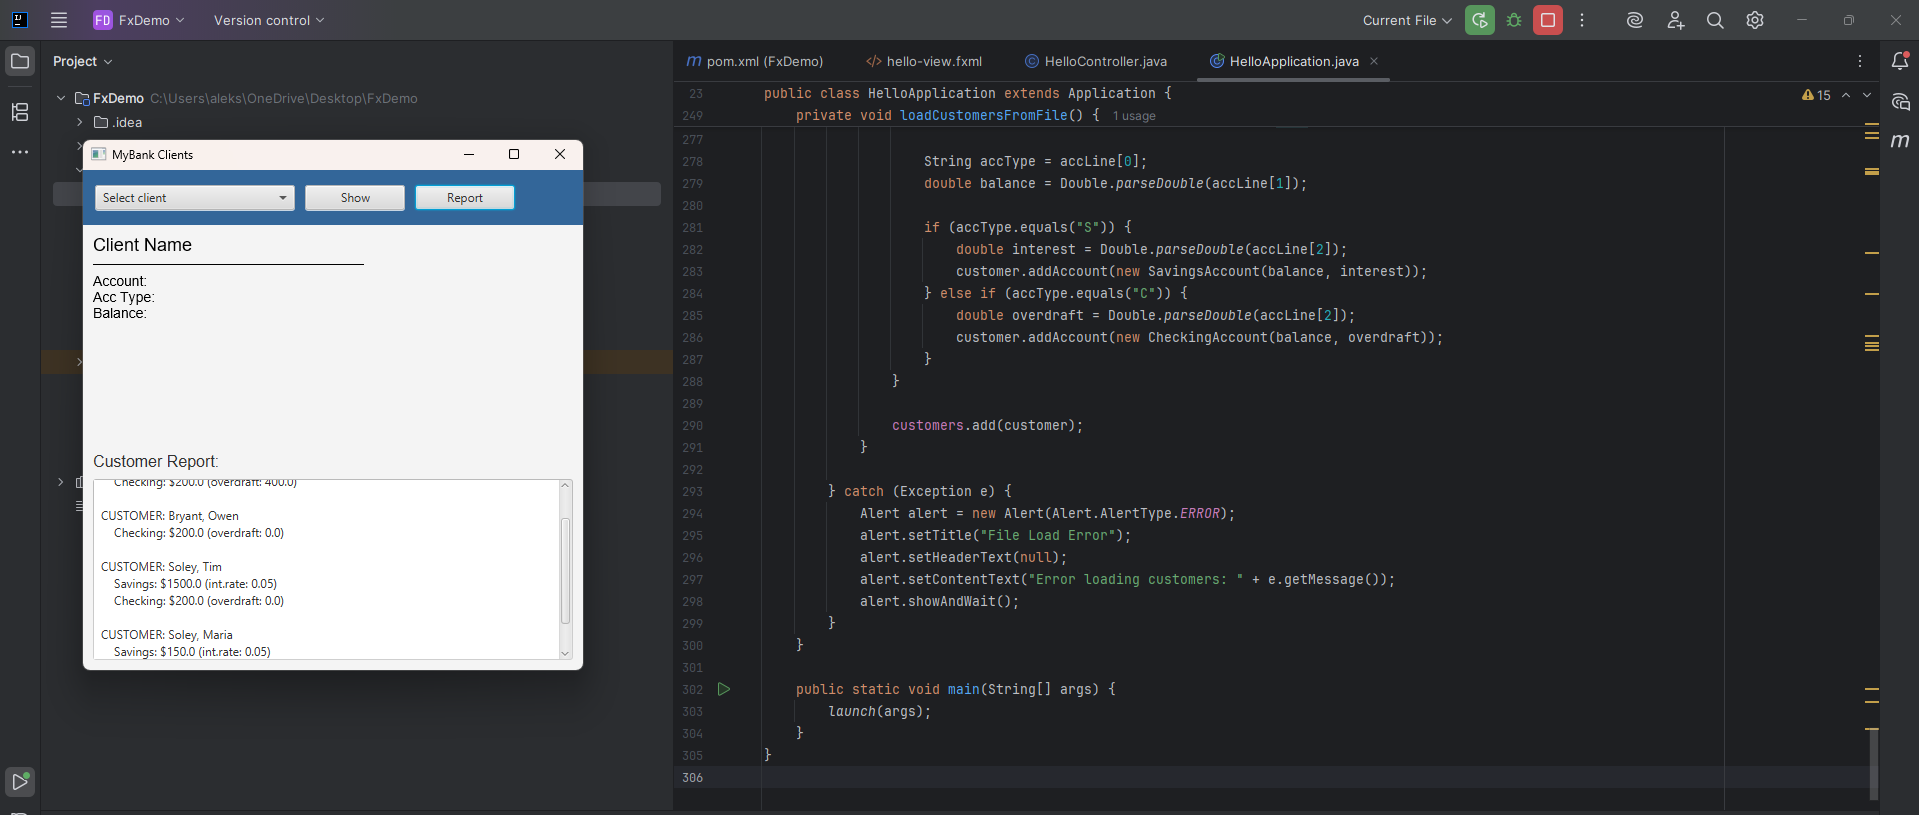 FD FxDemo Version control Current File
Project
FxDemo C:\Users\aleks\OneDrive\Desktop\FxDemo
.idea
MyBank Clients
Select client Show Report
Client Name
Account:
Acc Type:
Balance:
Customer Report:
Checking: $200.0 (overdraft: 400.0)
CUSTOMER: Bryant, Owen
Checking: $200.0 (overdraft: 0.0)
CUSTOMER: Soley, Tim
Savings: $1500.0 (int.rate: 0.05)
Checking: $200.0 (overdraft: 0.0)
CUSTOMER: Soley, Maria
Savings: $150.0 (int.rate: 0.05)
m pom.xml (FxDemo) </> hello-view.fxml HelloController.java HelloApplication.java
15
m
23 public class HelloApplication extends Application {
249 private void loadCustomersFromFile() { 1 usage
277
278 String accType = accLine[0];
279 double balance = Double.parseDouble(accLine[1]);
280
281 if (accType.equals("S")) {
282 double interest = Double.parseDouble(accLine[2]);
283 customer.addAccount(new SavingsAccount(balance, interest));
284 } else if (accType.equals("C")) {
285 double overdraft = Double.parseDouble(accLine[2]);
286 customer.addAccount(new CheckingAccount(balance, overdraft));
287 }
288 }
289
290 customers.add(customer);
291 }
292
293 } catch (Exception e) {
294 Alert alert = new Alert(Alert.AlertType.ERROR);
295 alert.setTitle("File Load Error");
296 alert.setHeaderText(null);
297 alert.setContentText("Error loading customers: " + e.getMessage());
298 alert.showAndWait();
299 }
300 }
301
302 public static void main(String[] args) {
303 launch(args);
304 }
305 }
306